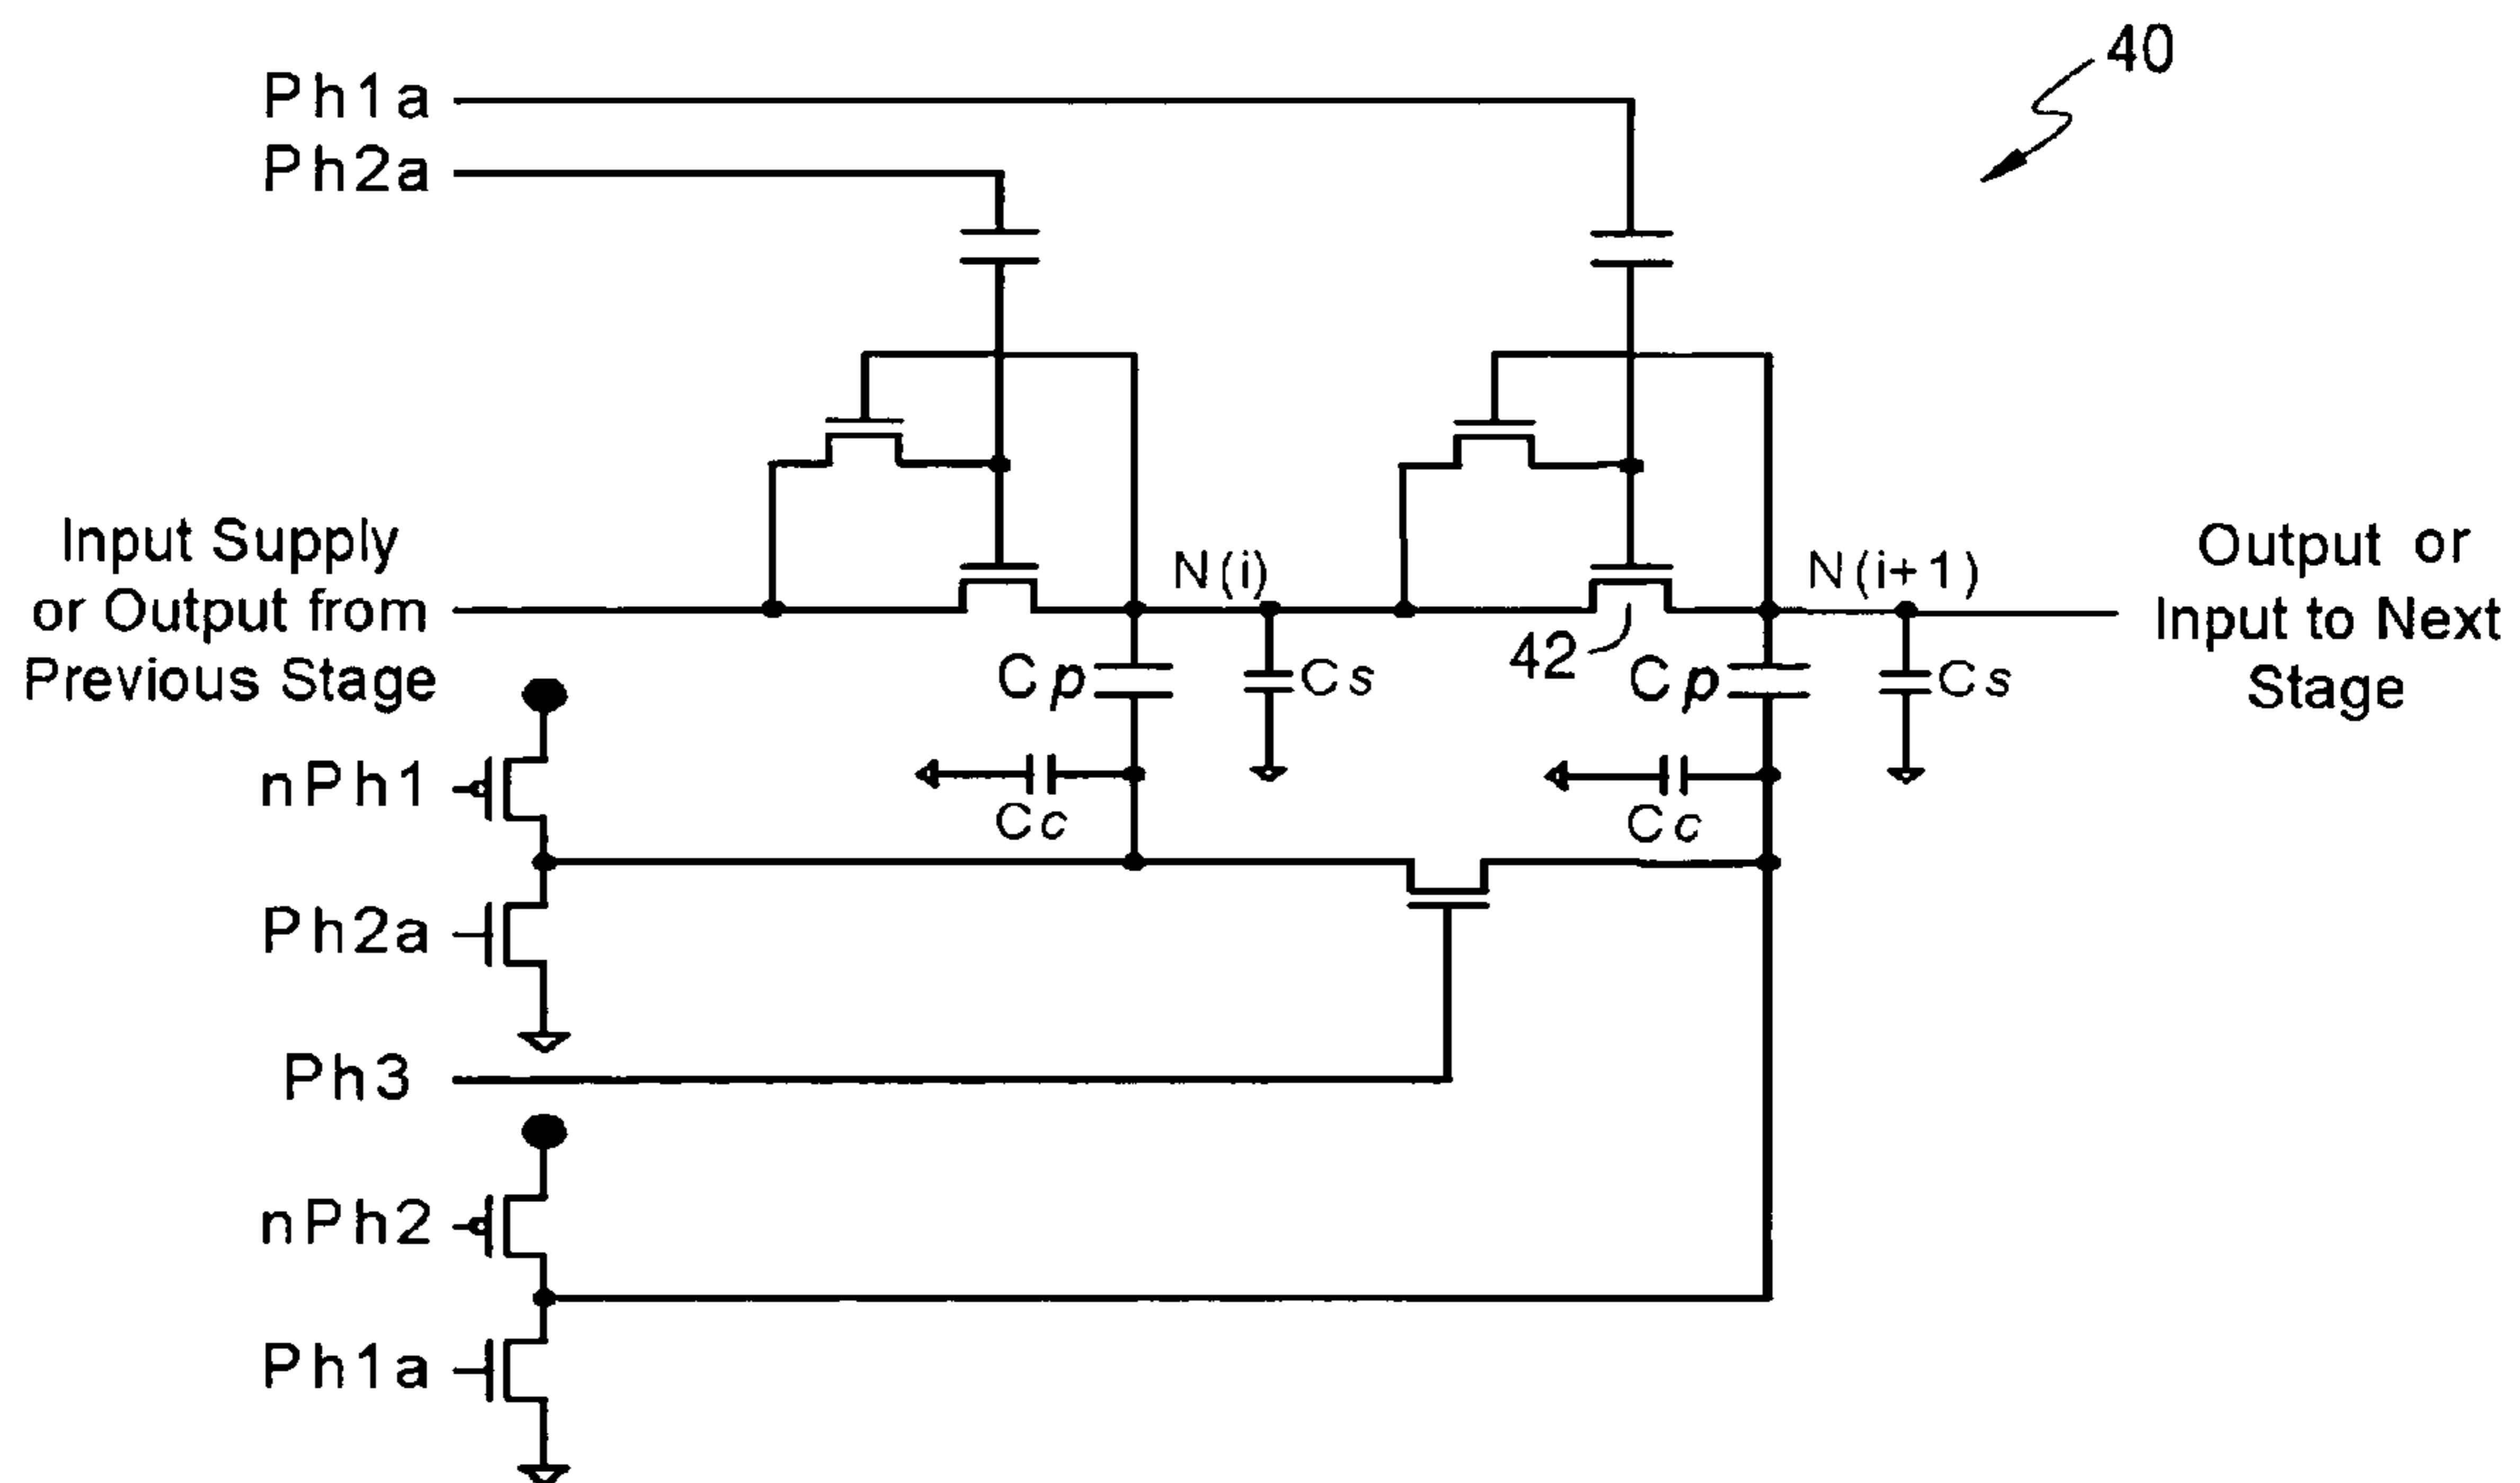 40
Ph1a
Ph2a
Input Supply
or Output from
Previous Stage
N(i)
N(i+1)
Output or
Input to Next
Stage
42
Cp
Cs
Cp
Cs
Cc
Cc
nPh1
Ph2a
Ph3
nPh2
Ph1a